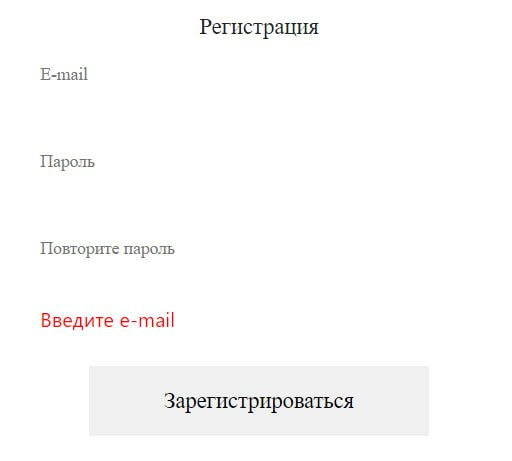 Регистрация
E-mail
Пароль
Повторите пароль
Введите e-mail
Зарегистрироваться